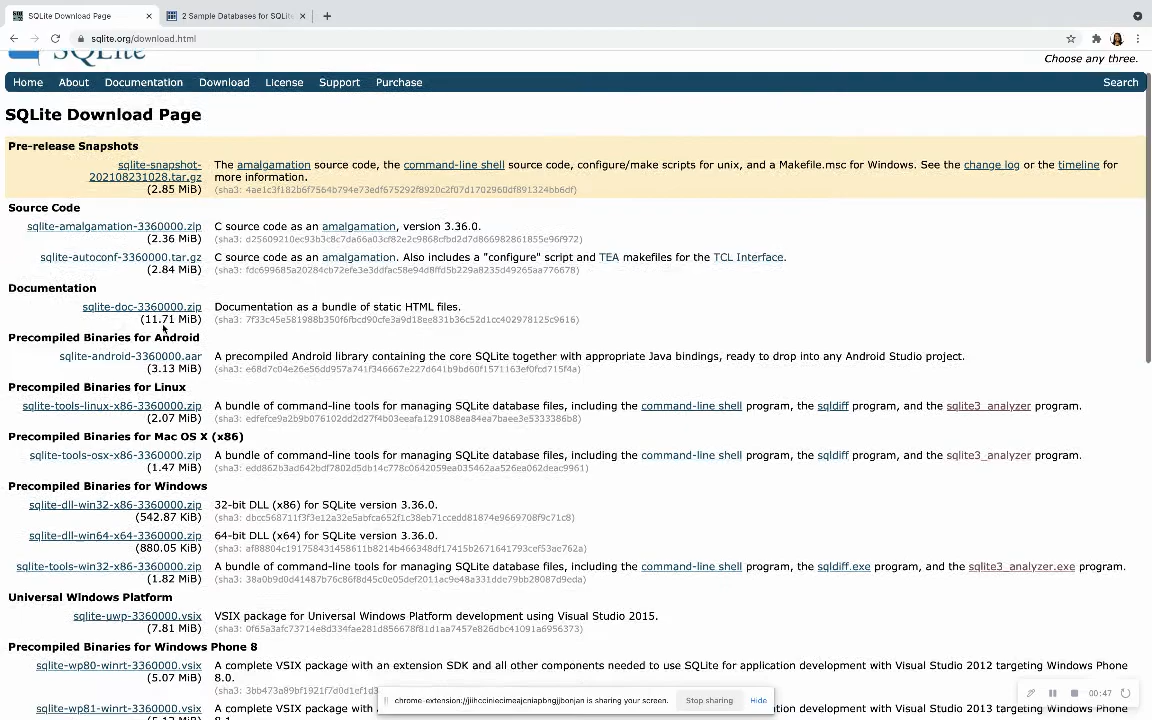 SQLite Download Page
2 Sample Databases for SQLit
sqlite.org/download.html
SQLite
Choose any three.
Home About Documentation Download License Support Purchase Search
SQLite Download Page
Pre-release Snapshots
sqlite-snapshot- The amalgamation source code, the command-line shell source code, configure/make scripts for unix, and a Makefile.msc for Windows. See the change log or the timeline for
202108231028.tar.gz more information.
(2.85 MiB)
Source Code
sqlite-amalgamation-3360000.zip C source code as an amalgamation, version 3.36.0.
(2.36 MiB)
sqlite-autoconf-3360000.tar.gz C source code as an amalgamation. Also includes a "configure" script and TEA makefiles for the TCL Interface.
(2.84 MiB)
Documentation
sqlite-doc-3360000.zip Documentation as a bundle of static HTML files.
(11.71 MiB)
Precompiled Binaries for Android
sqlite-android-3360000.aar A precompiled Android library containing the core SQLite together with appropriate Java bindings, ready to drop into any Android Studio project.
(3.13 MiB)
Precompiled Binaries for Linux
sqlite-tools-linux-x86-3360000.zip A bundle of command-line tools for managing SQLite database files, including the command-line shell program, the sqldiff program, and the sqlite3_analyzer program.
(2.07 MiB)
Precompiled Binaries for Mac OS X (x86)
sqlite-tools-osx-x86-3360000.zip A bundle of command-line tools for managing SQLite database files, including the command-line shell program, the sqldiff program, and the sqlite3_analyzer program.
(1.47 MiB)
Precompiled Binaries for Windows
sqlite-dll-win32-x86-3360000.zip 32-bit DLL (x86) for SQLite version 3.36.0.
(542.87 KiB)
sqlite-dll-win64-x64-3360000.zip 64-bit DLL (x64) for SQLite version 3.36.0.
(880.05 KiB)
sqlite-tools-win32-x86-3360000.zip A bundle of command-line tools for managing SQLite database files, including the command-line shell program, the sqldiff.exe program, and the sqlite3_analyzer.exe program.
(1.82 MiB)
Universal Windows Platform
sqlite-uwp-3360000.vsix VSIX package for Universal Windows Platform development using Visual Studio 2015.
(7.81 MiB)
Precompiled Binaries for Windows Phone 8
sqlite-wp80-winrt-3360000.vsix A complete VSIX package with an extension SDK and all other components needed to use SQLite for application development with Visual Studio 2012 targeting Windows Phone
(5.07 MiB) 8.0.
sqlite-wp81-winrt-3360000.vsix
application development with Visual Studio 2013 targeting Windows Phone
is sharing your screen. Stop sharing Hide
00:47